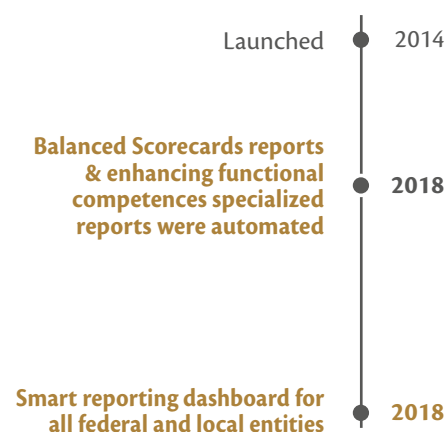 Launched 2014
Balanced Scorecards reports
& enhancing functional
competences specialized
reports were automated
2018
Smart reporting dashboard for
all federal and local entities
2018